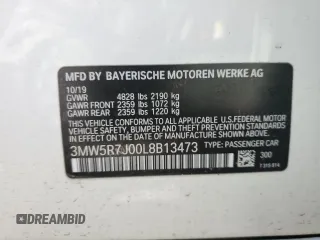 MFD BY BAYERISCHE MOTOREN WERKE AG
10/19
GVWR 4828 lbs 2190 kg
GAWR FRONT 2359 lbs 1072 kg
GAWR REAR 2359 lbs 1220 kg
THIS VEHICLE CONFORMS TO ALL APPLICABLE U.S. FEDERAL MOTOR
VEHICLE SAFETY, BUMPER, AND THEFT PREVENTION STANDARDS
IN EFFECT ON THE DATE OF MANUFACTURE SHOWN ABOVE.
3MW5R7J00L8B13473 TYPE: PASSENGER CAR
300
AUTOBIDCAR